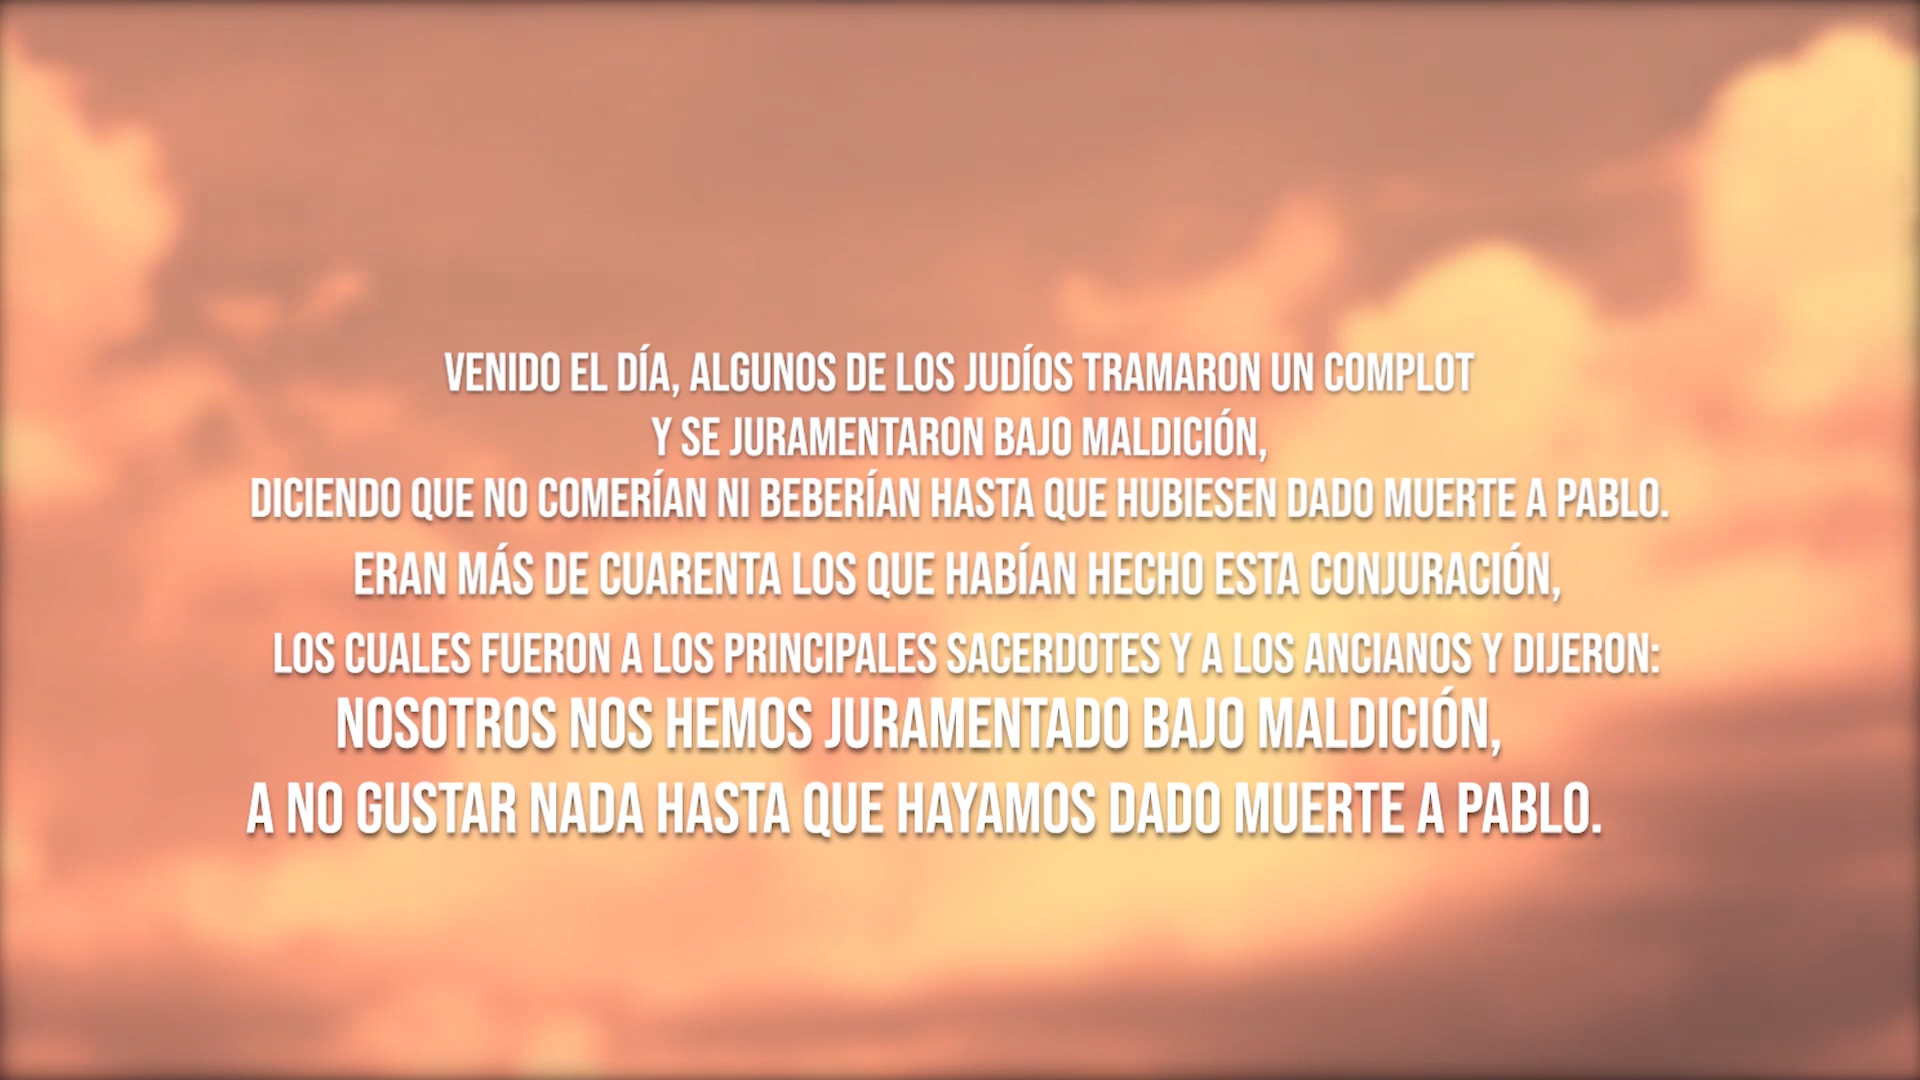 VENIDO EL DÍA, ALGUNOS DE LOS JUDÍOS TRAMARON UN COMPLOT
Y SE JURAMENTARON BAJO MALDICIÓN,
DICIENDO QUE NO COMERÍAN NI BEBERÍAN HASTA QUE HUBIESEN DADO MUERTE A PABLO.
ERAN MÁS DE CUARENTA LOS QUE HABÍAN HECHO ESTA CONJURACIÓN,
LOS CUALES FUERON A LOS PRINCIPALES SACERDOTES Y A LOS ANCIANOS Y DIJERON:
NOSOTROS NOS HEMOS JURAMENTADO BAJO MALDICIÓN,
A NO GUSTAR NADA HASTA QUE HAYAMOS DADO MUERTE A PABLO.